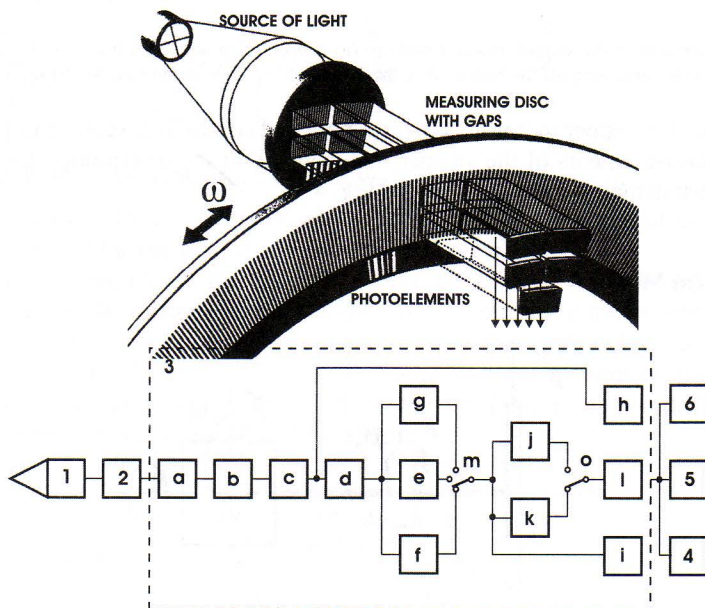 SOURCE OF LIGHT
MEASURING DISC
WITH GAPS
ω
PHOTOELEMENTS
3
g
h
6
j
m
o
1
2
a
b
c
d
e
l
5
k
f
i
4